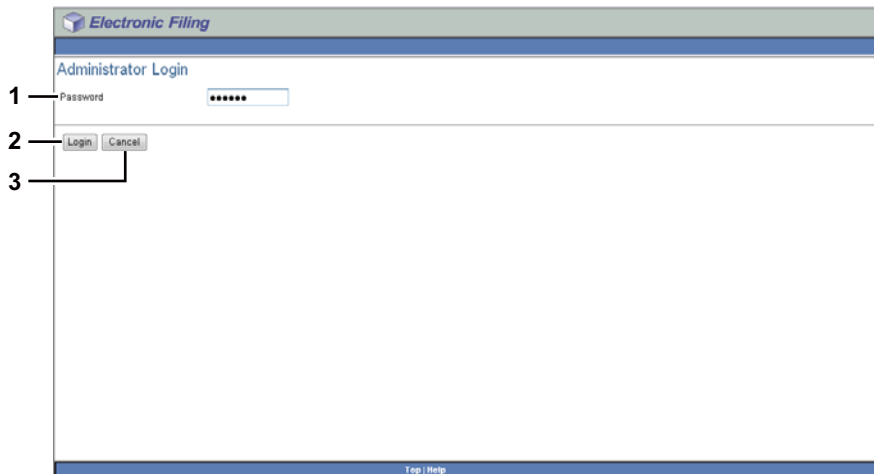 Electronic Filing
Administrator Login
1 Password ••••••
2 Login Cancel
3
Top | Help